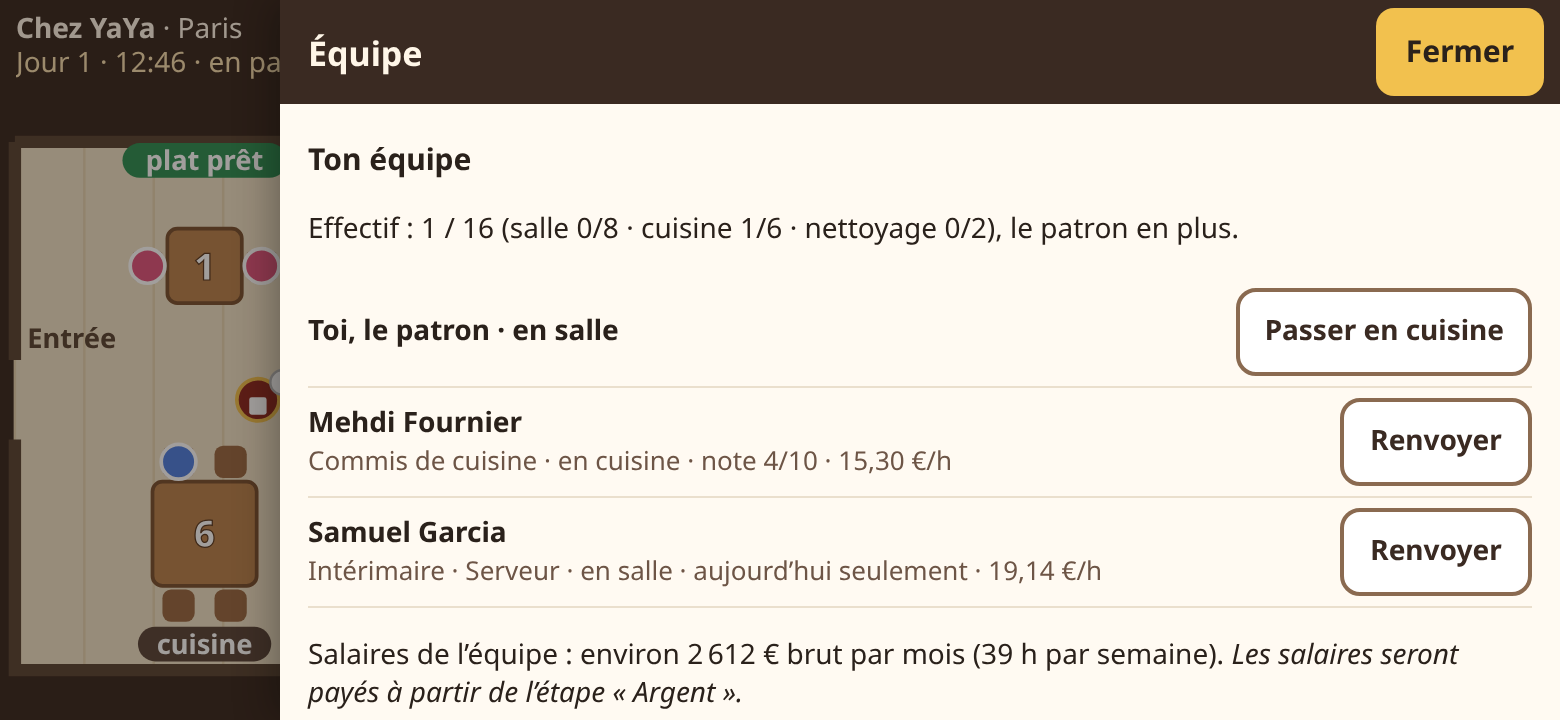 Chez YaYa · Paris
Jour 1 · 12:46 · en pa
Équipe
Fermer
plat prêt
1
Entrée
6
cuisine
Ton équipe
Effectif : 1 / 16 (salle 0/8 · cuisine 1/6 · nettoyage 0/2), le patron en plus.
Toi, le patron · en salle
Passer en cuisine
Mehdi Fournier
Commis de cuisine · en cuisine · note 4/10 · 15,30 €/h
Renvoyer
Samuel Garcia
Intérimaire · Serveur · en salle · aujourd’hui seulement · 19,14 €/h
Renvoyer
Salaires de l’équipe : environ 2 612 € brut par mois (39 h par semaine). Les salaires seront
payés à partir de l’étape « Argent ».